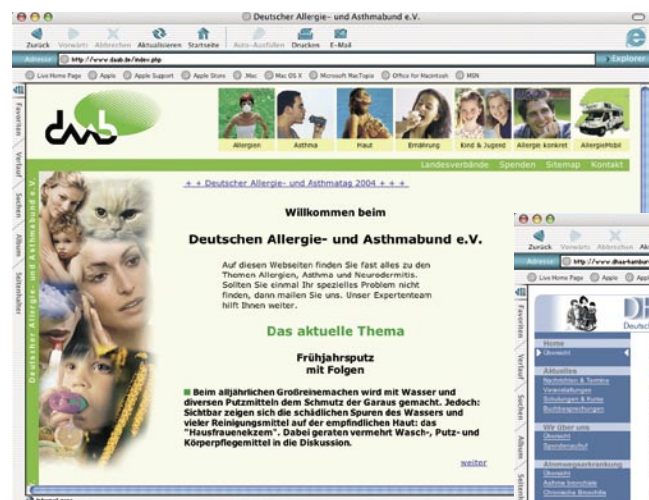 Deutscher Allergie- und Asthmabund e.V.
Zurück Vorwärts Abbrechen Aktualisieren Startseite Auto-Ausfüllen Drucken E-Mail
Adresse: http://www.daab.de/index.php
Explorer
Live Home Page Apple Apple Support Apple Store .Mac Mac OS X Microsoft MacTopia Office for Macintosh MSN
Favoriten
Verlauf
Suchen
Album
Seitenhalter
daab
Allergien Asthma Haut Ernährung Kind & Jugend Allergie konkret AllergieMobil
Landesverbände Spenden Sitemap Kontakt
Deutscher Allergie- und Asthmabund e.V.
+ + Deutscher Allergie- und Asthmatag 2004 + + +
Willkommen beim
Deutschen Allergie- und Asthmabund e.V.
Auf diesen Webseiten finden Sie fast alles zu den
Themen Allergien, Asthma und Neurodermitis.
Sollten Sie einmal Ihr spezielles Problem nicht
finden, dann mailen Sie uns. Unser Expertenteam
hilft Ihnen weiter.
Das aktuelle Thema
Frühjahrsputz
mit Folgen
Beim alljährlichen Großreinemachen wird mit Wasser und
diversen Putzmitteln dem Schmutz der Garaus gemacht. Jedoch:
Sichtbar zeigen sich die schädlichen Spuren des Wassers und
vieler Reinigungsmittel auf der empfindlichen Haut: das
"Hausfrauenekzem". Dabei geraten vermehrt Wasch-, Putz- und
Körperpflegemittel in die Diskussion.
weiter
Zurück Vorwärts Abbrechen
Adresse:
Live Home Page Apple
Favoriten
Verlauf
Suchen
Album
Home
Übersicht
Aktuelles
Nachrichten & Termine
Veranstaltungen
Schulungen & Kurse
Buchbesprechungen
Wir über uns
Übersicht
Spendenaufruf
Atemwegserkrankung
Übersicht
Asthma bronchiale
Chronische Bronchitis